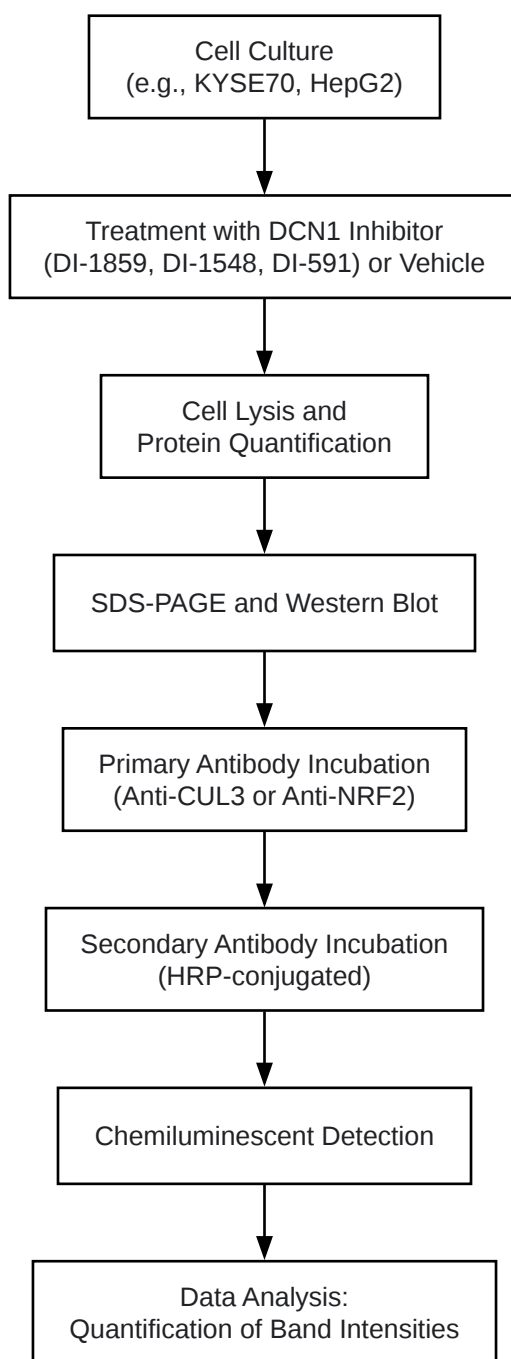 Cell Culture
(e.g., KYSE70, HepG2)
Treatment with DCN1 Inhibitor
(DI-1859, DI-1548, DI-591) or Vehicle
Cell Lysis and
Protein Quantification
SDS-PAGE and Western Blot
Primary Antibody Incubation
(Anti-CUL3 or Anti-NRF2)
Secondary Antibody Incubation
(HRP-conjugated)
Chemiluminescent Detection
Data Analysis:
Quantification of Band Intensities